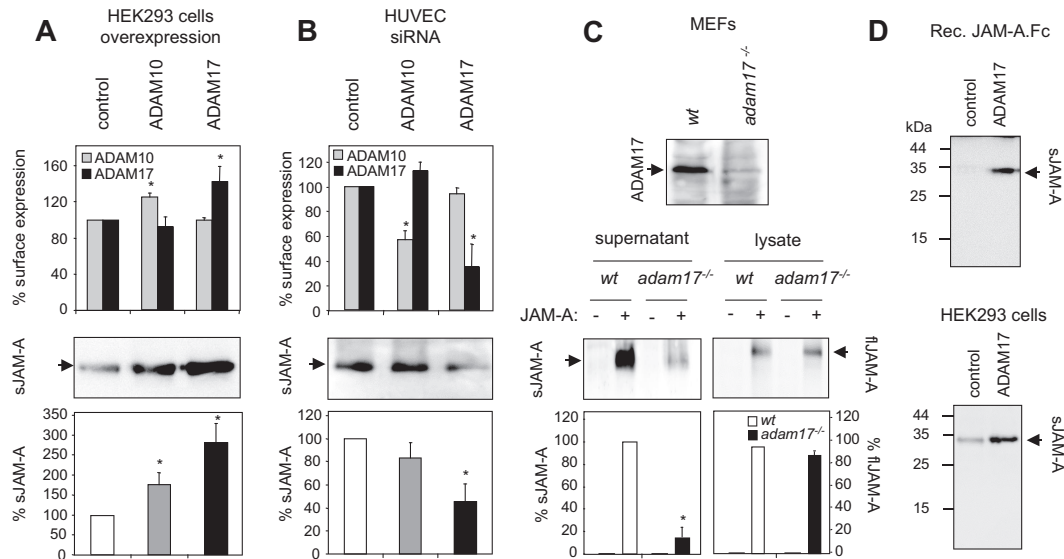 A
HEK293 cells
overexpression
control
ADAM10
ADAM17
% surface expression
160
120
80
40
0
ADAM10
ADAM17
*
*
sJAM-A
% sJAM-A
350
300
250
200
150
100
50
0
*
*
B
HUVEC
siRNA
control
ADAM10
ADAM17
% surface expression
120
100
80
60
40
20
0
ADAM10
ADAM17
*
*
sJAM-A
% sJAM-A
120
100
80
60
40
20
0
*
C
MEFs
wt
adam17-/-
ADAM17
supernatant
lysate
wt
adam17-/-
wt
adam17-/-
JAM-A: - + - + - + - +
sJAM-A
flJAM-A
% sJAM-A
120
100
80
60
40
20
0
*
wt
adam17-/-
120
100
80
60
40
20
0
% flJAM-A
D
Rec. JAM-A.Fc
control
ADAM17
kDa
44
35
25
15
sJAM-A
HEK293 cells
control
ADAM17
44
35
25
15
sJAM-A